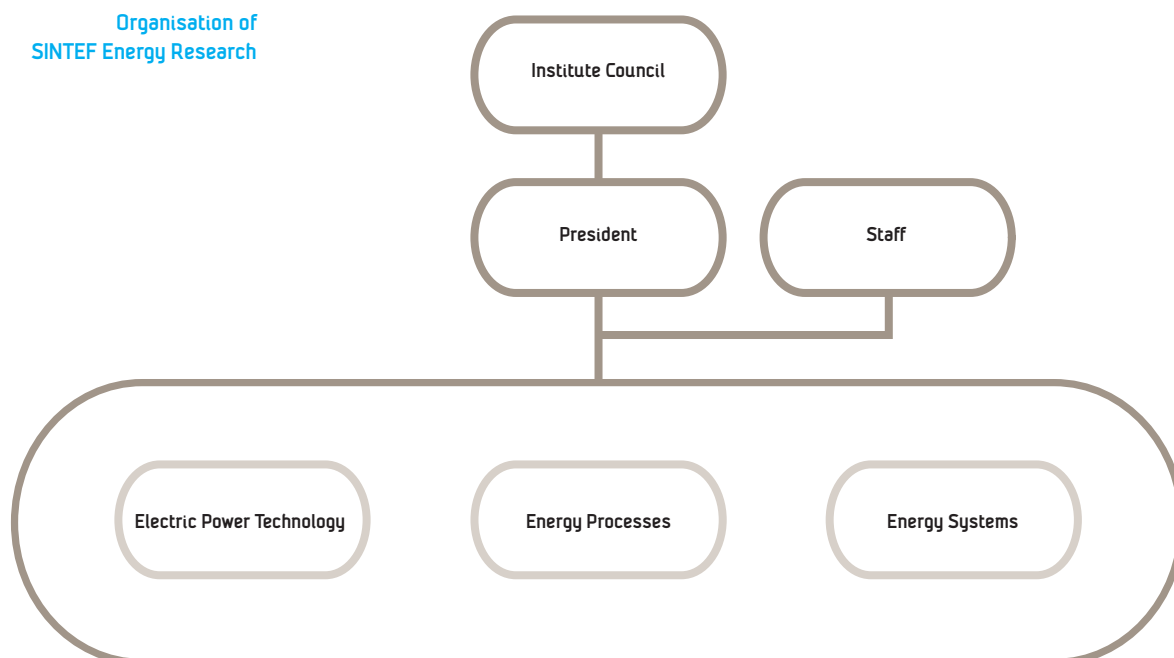 Organisation of
SINTEF Energy Research
Institute Council
President
Staff
Electric Power Technology
Energy Processes
Energy Systems